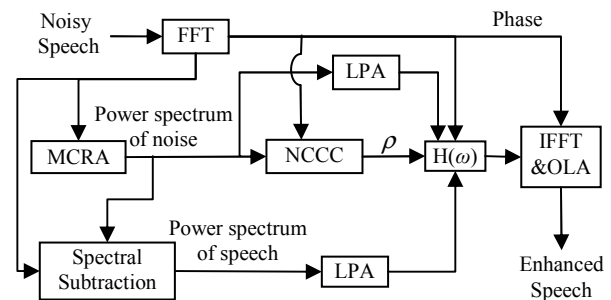 Noisy
Speech
FFT
Phase
LPA
Power spectrum
of noise
MCRA
NCCC
ρ
H(ω)
IFFT
&OLA
Power spectrum
of speech
Spectral
Subtraction
LPA
Enhanced
Speech